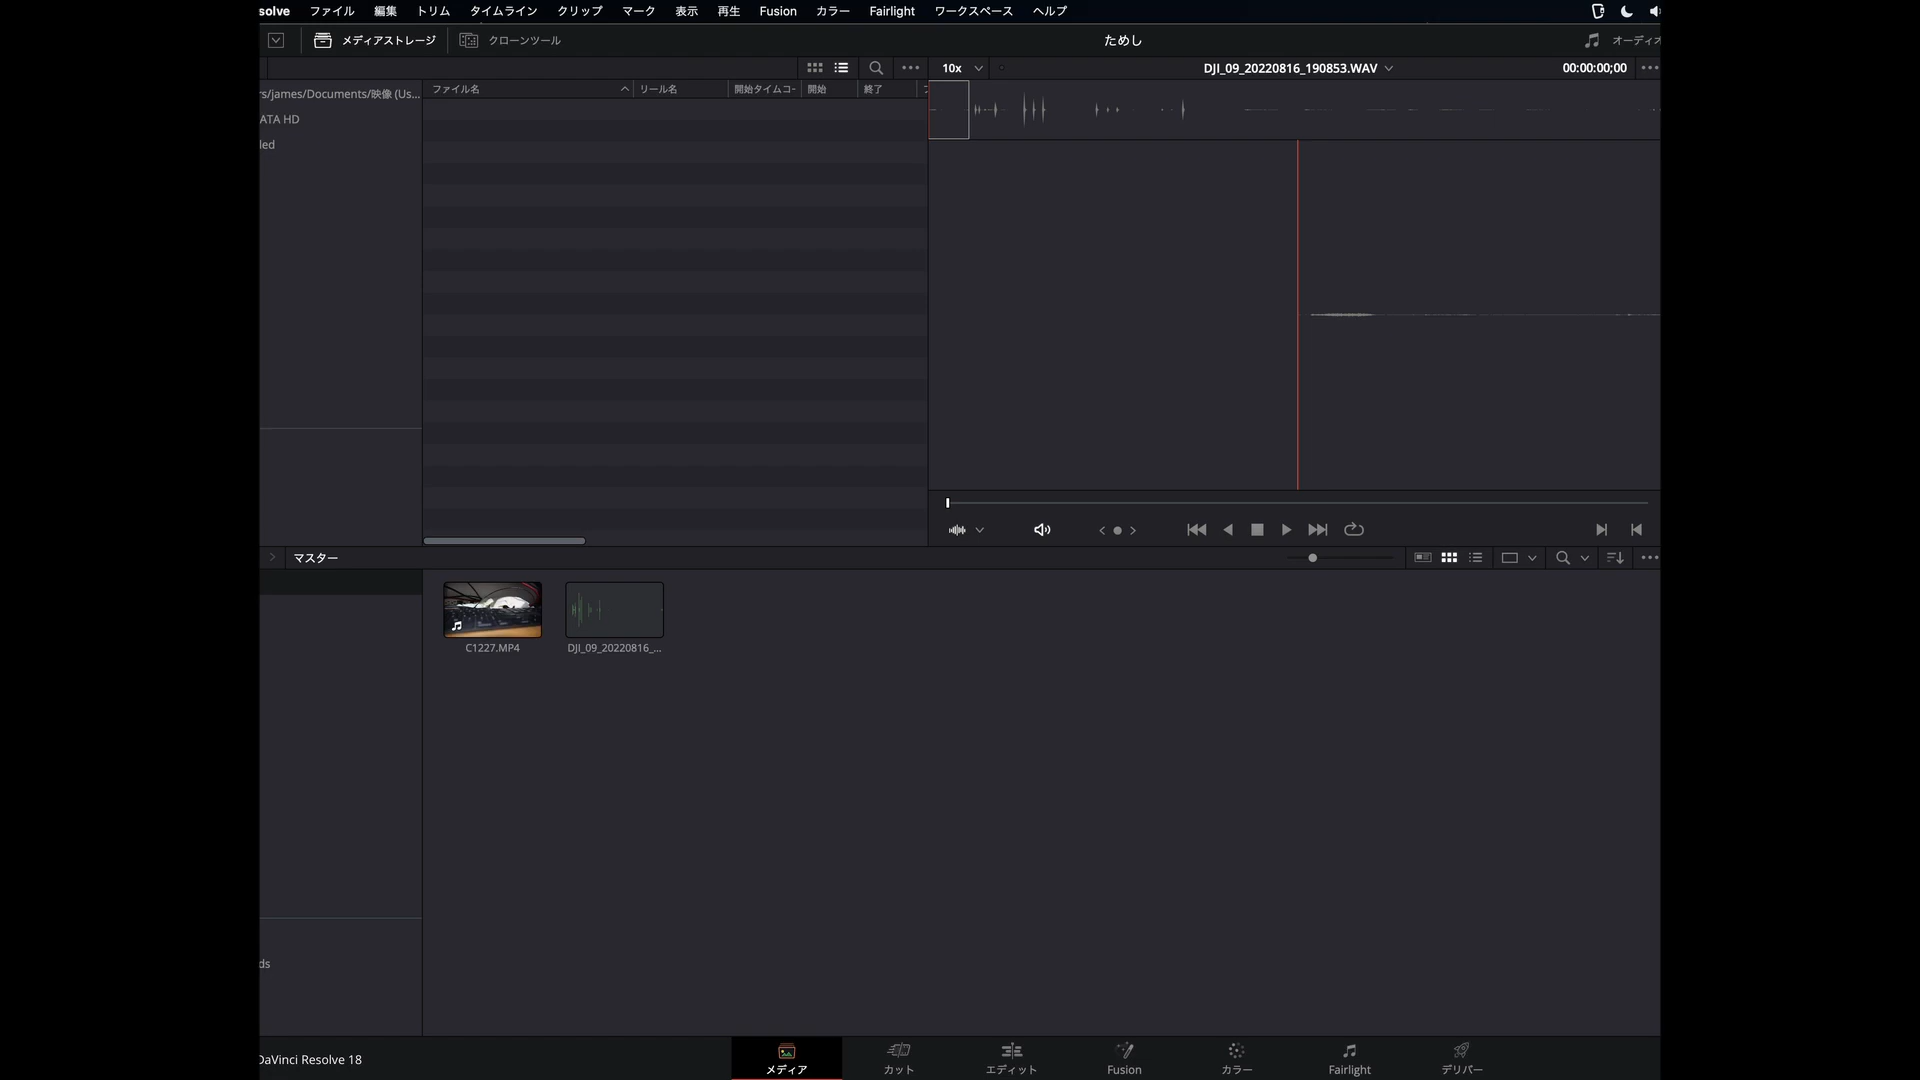 solve ファイル 編集 トリム タイムライン クリップ マーク 表示 再生 Fusion カラー Fairlight ワークスペース ヘルプ
メディアストレージ クローンツール ためし オーディオ
10x DJI_09_20220816_190853.WAV 00:00:00;00
ファイル名 リール名 開始タイムコ- 開始 終了
rs/james/Documents/映像 (Us...
ATA HD
led
マスター
C1227.MP4 DJI_09_20220816_...
ds
DaVinci Resolve 18
メディア カット エディット Fusion カラー Fairlight デリバー